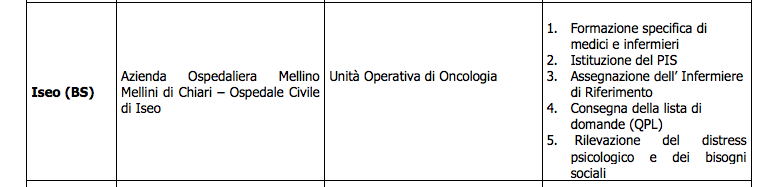 Iseo (BS)
Azienda Ospedaliera Mellino
Mellini di Chiari – Ospedale Civile
di Iseo
Unità Operativa di Oncologia
1. Formazione specifica di
medici e infermieri
2. Istituzione del PIS
3. Assegnazione dell’ Infermiere
di Riferimento
4. Consegna della lista di
domande (QPL)
5. Rilevazione del distress
psicologico e dei bisogni
sociali